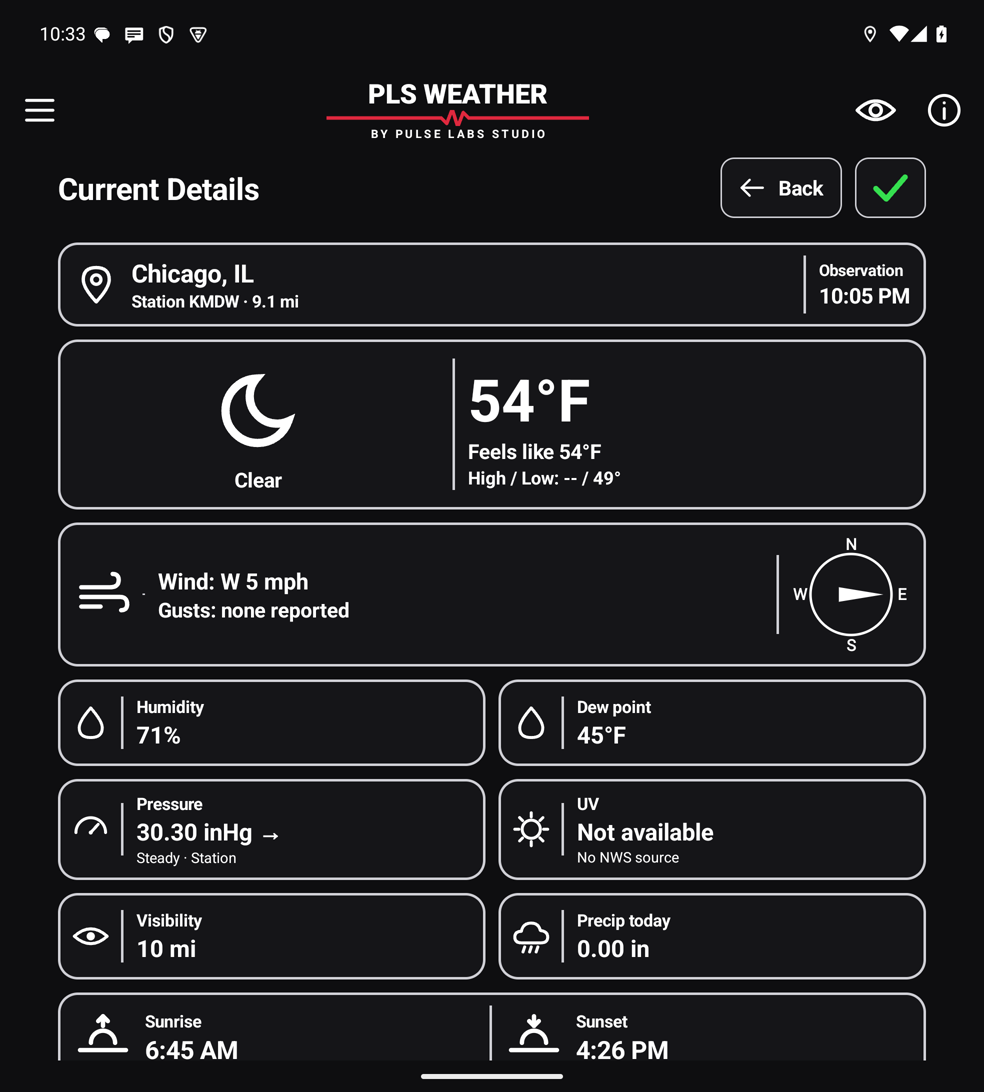 10:33
PLS WEATHER
BY PULSE LABS STUDIO
Current Details
Back
Chicago, IL
Station KMDW · 9.1 mi
Observation
10:05 PM
Clear
54°F
Feels like 54°F
High / Low: -- / 49°
Wind: W 5 mph
Gusts: none reported
N
W
E
S
Humidity
71%
Dew point
45°F
Pressure
30.30 inHg →
Steady · Station
UV
Not available
No NWS source
Visibility
10 mi
Precip today
0.00 in
Sunrise
6:45 AM
Sunset
4:26 PM